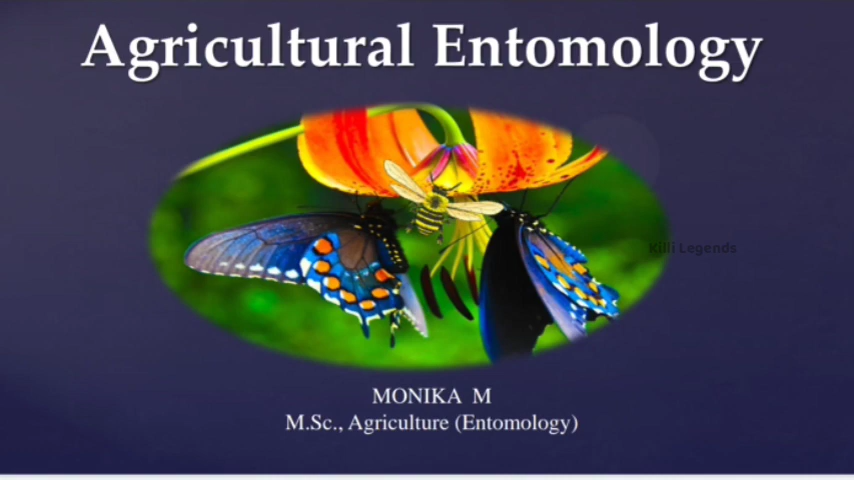 Agricultural Entomology
Killi Legends
MONIKA M
M.Sc., Agriculture (Entomology)